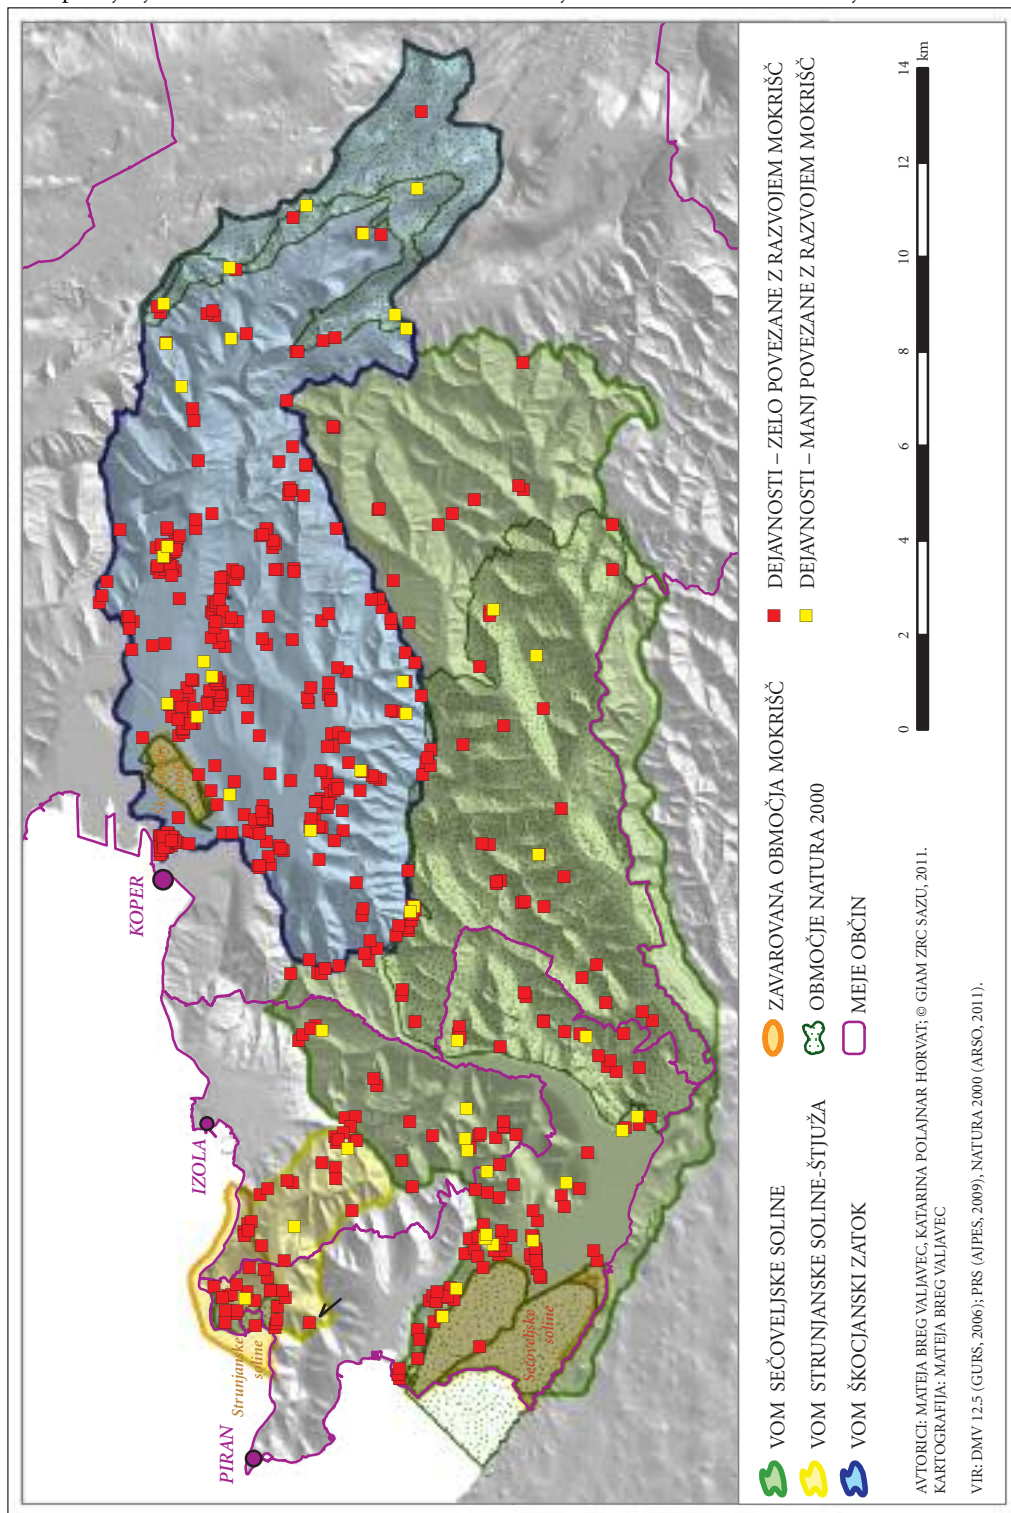 PIRAN
IZOLA
KOPER
Strunjanske
soline
Sečoveljske
soline
VOM SEČOVELJSKE SOLINE
VOM STRUNJANSKE SOLINE-ŠTJUŽA
VOM ŠKOCJANSKI ZATOK
ZAVAROVANA OBMOČJA MOKRIŠČ
OBMOČJE NATURA 2000
MEJE OBČIN
DEJAVNOSTI – ZELO POVEZANE Z RAZVOJEM MOKRIŠČ
DEJAVNOSTI – MANJ POVEZANE Z RAZVOJEM MOKRIŠČ
0 2 4 6 8 10 12 14
km
AVTORICI: MATEJA BREG VALJAVEC, KATARINA POLAJNAR HORVAT; © GIAM ZRC SAZU, 2011.
KARTOGRAFIJA: MATEJA BREG VALJAVEC
VIR: DMV 12.5 (GURS, 2006); PRS (AJPES, 2009), NATURA 2000 (ARSO, 2011).